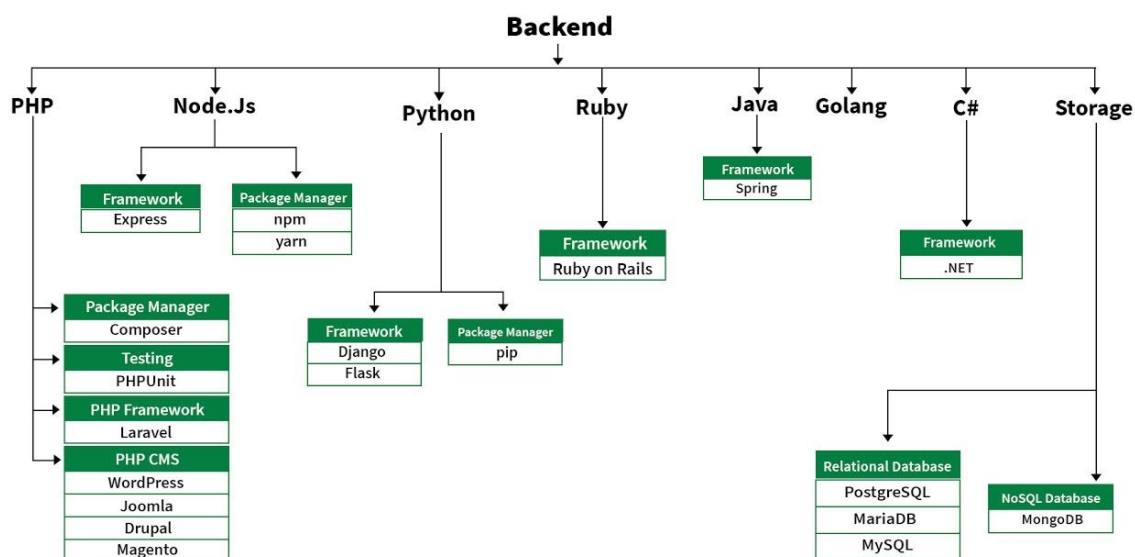 Backend
PHP
Node.Js
Python
Ruby
Java
Golang
C#
Storage
Framework
Express
Package Manager
npm
yarn
Framework
Spring
Framework
Ruby on Rails
Framework
.NET
Package Manager
Composer
Testing
PHPUnit
PHP Framework
Laravel
PHP CMS
WordPress
Joomla
Drupal
Magento
Framework
Django
Flask
Package Manager
pip
Relational Database
PostgreSQL
MariaDB
MySQL
NoSQL Database
MongoDB